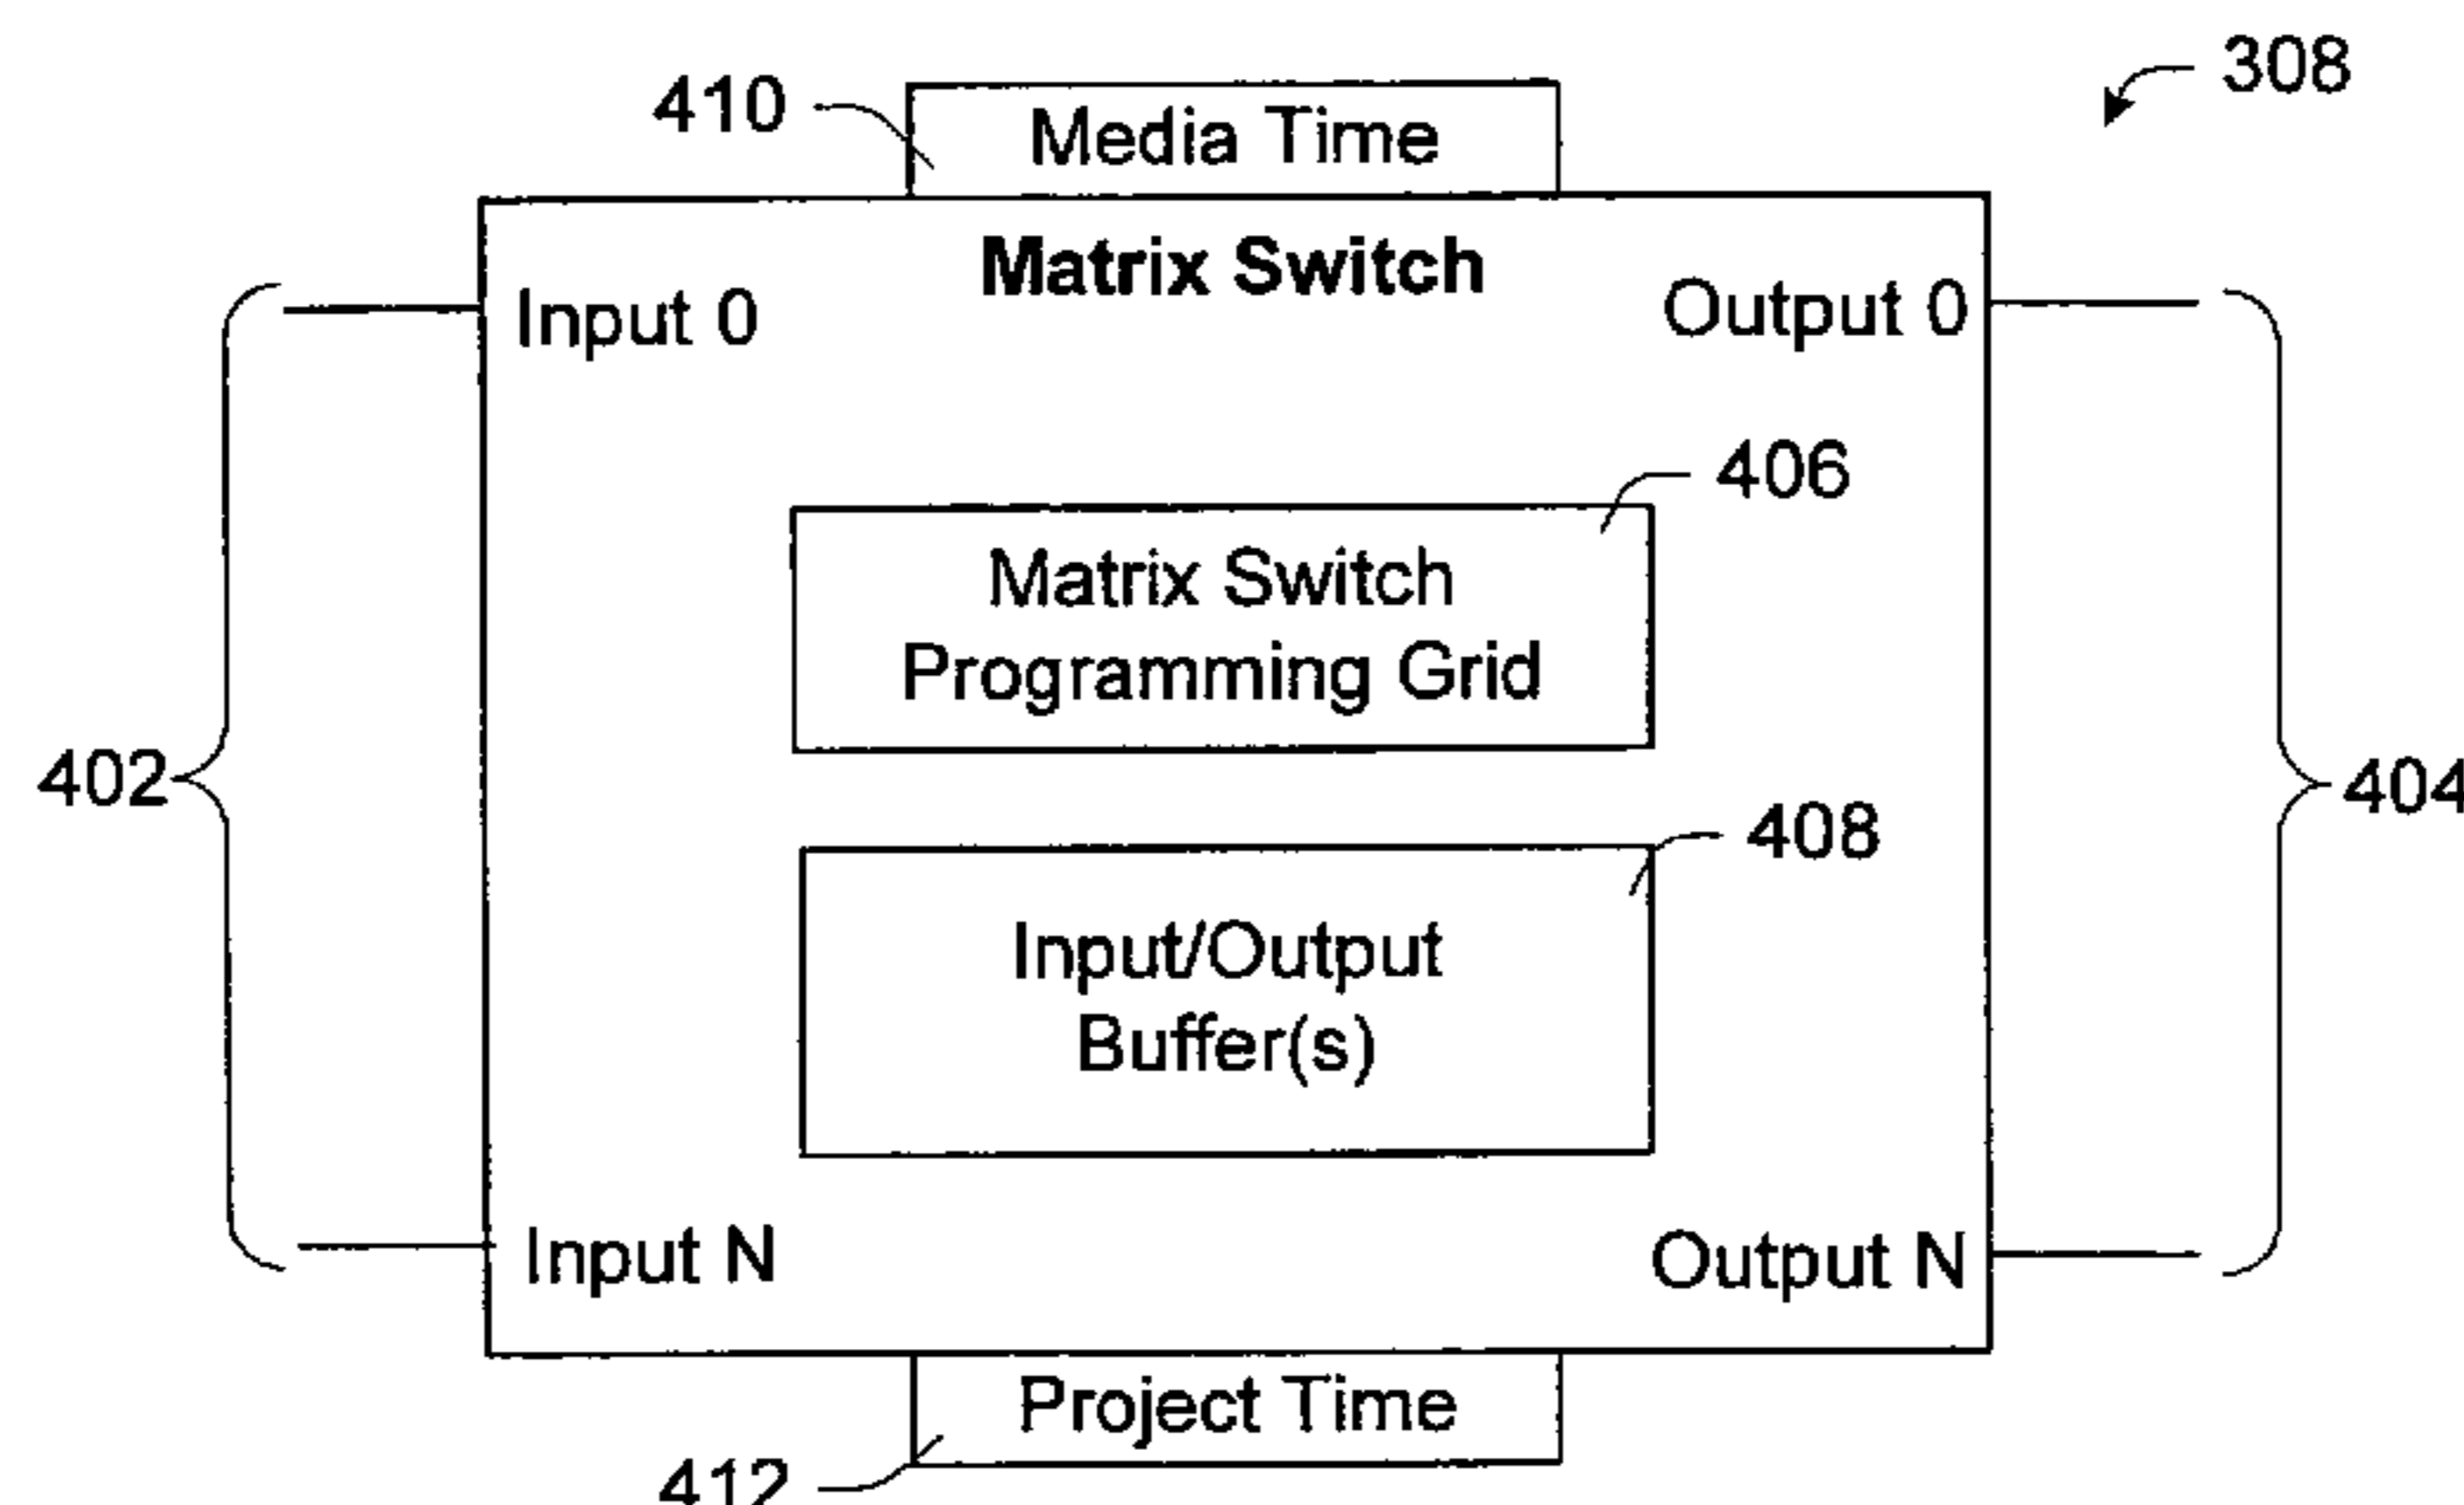 308
410
Media Time
Matrix Switch
Input 0
Output 0
406
Matrix Switch
Programming Grid
402
404
408
Input/Output
Buffer(s)
Input N
Output N
Project Time
412